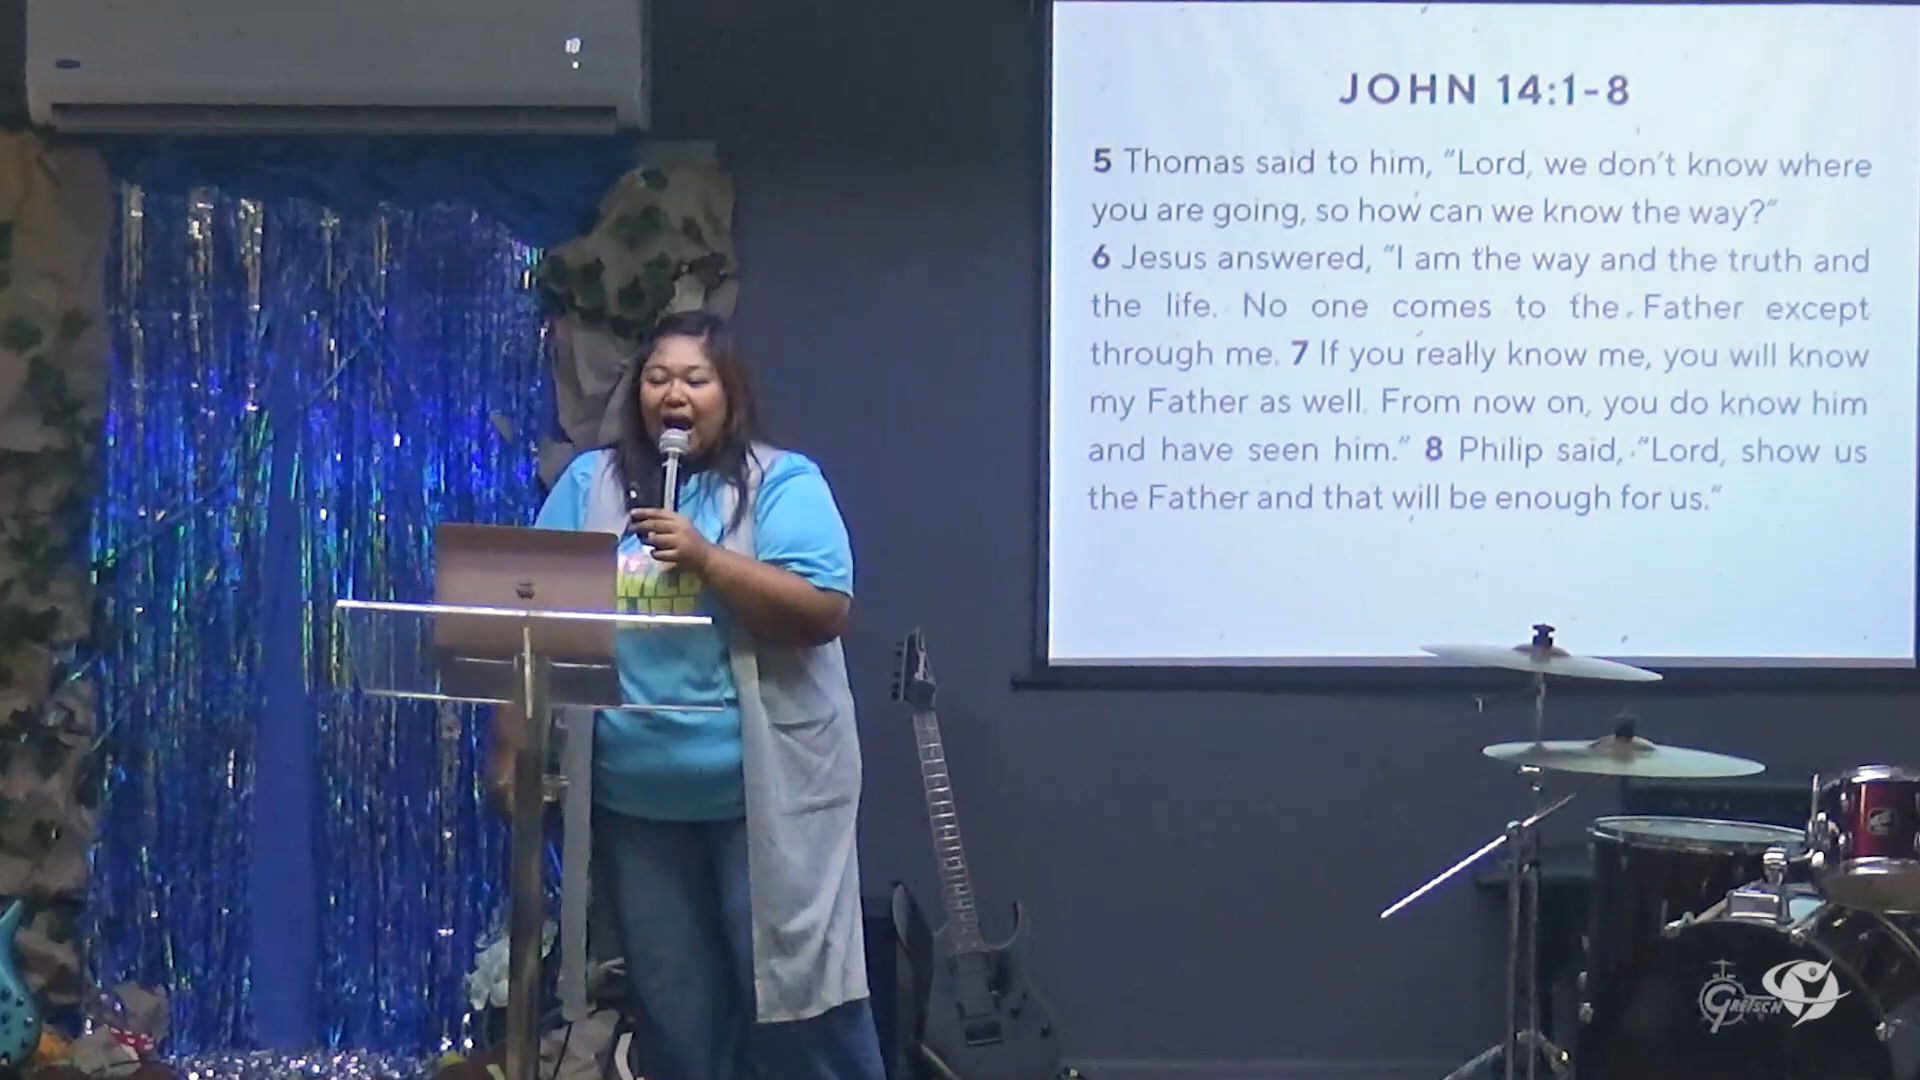 JOHN 14:1-8
5 Thomas said to him, "Lord, we don't know where
you are going, so how can we know the way?"
6 Jesus answered, "I am the way and the truth and
the life. No one comes to the Father except
through me. 7 If you really know me, you will know
my Father as well. From now on, you do know him
and have seen him." 8 Philip said, "Lord, show us
the Father and that will be enough for us."
GRETSCH